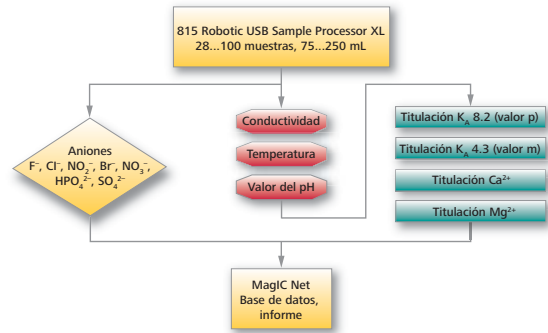 815 Robotic USB Sample Processor XL
28...100 muestras, 75...250 mL
Aniones
F⁻, Cl⁻, NO₂⁻, Br⁻, NO₃⁻,
HPO₄²⁻, SO₄²⁻
Conductividad
Temperatura
Valor del pH
Titulación K_A 8.2 (valor p)
Titulación K_A 4.3 (valor m)
Titulación Ca²⁺
Titulación Mg²⁺
MagIC Net
Base de datos,
informe